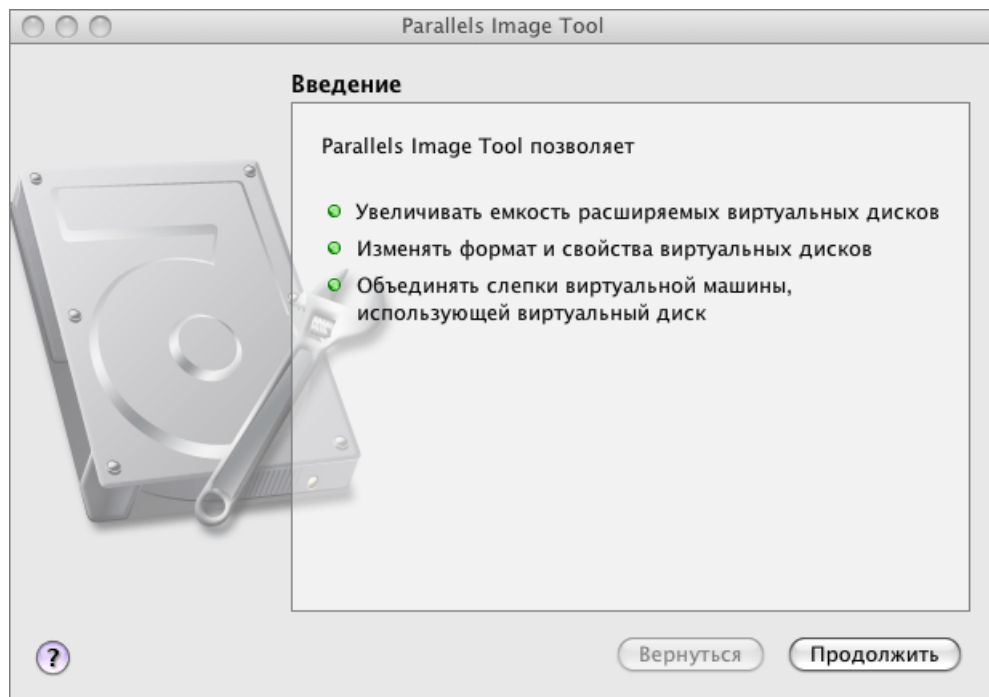 Parallels Image Tool
Введение
Parallels Image Tool позволяет
Увеличивать емкость расширяемых виртуальных дисков
Изменять формат и свойства виртуальных дисков
Объединять слепки виртуальной машины,
использующей виртуальный диск
?
Вернуться
Продолжить